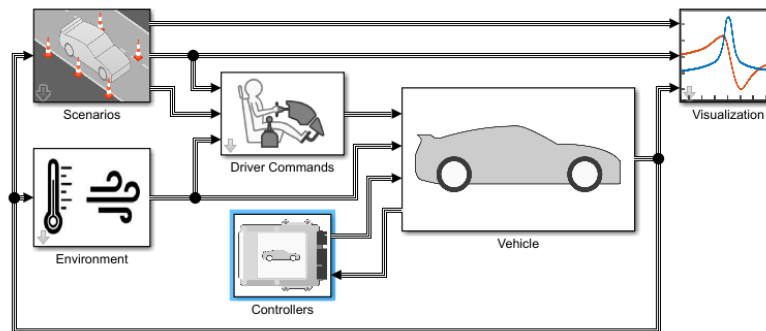 Scenarios
Visualization
Driver Commands
Environment
Vehicle
Controllers